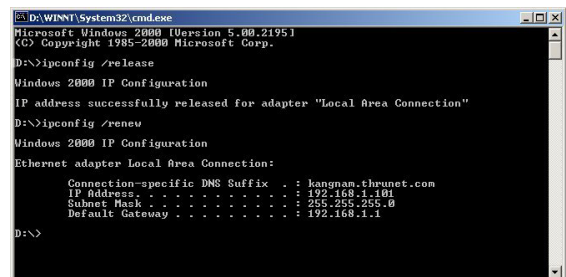 D:\WINNT\System32\cmd.exe
Microsoft Windows 2000 [Version 5.00.2195]
(C) Copyright 1985-2000 Microsoft Corp.
D:\>ipconfig /release
Windows 2000 IP Configuration
IP address successfully released for adapter "Local Area Connection"
D:\>ipconfig /renew
Windows 2000 IP Configuration
Ethernet adapter Local Area Connection:
Connection-specific DNS Suffix . : kangnam.thrunet.com
IP Address. . . . . . . . . . . . : 192.168.1.101
Subnet Mask . . . . . . . . . . . : 255.255.255.0
Default Gateway . . . . . . . . . : 192.168.1.1
D:\>